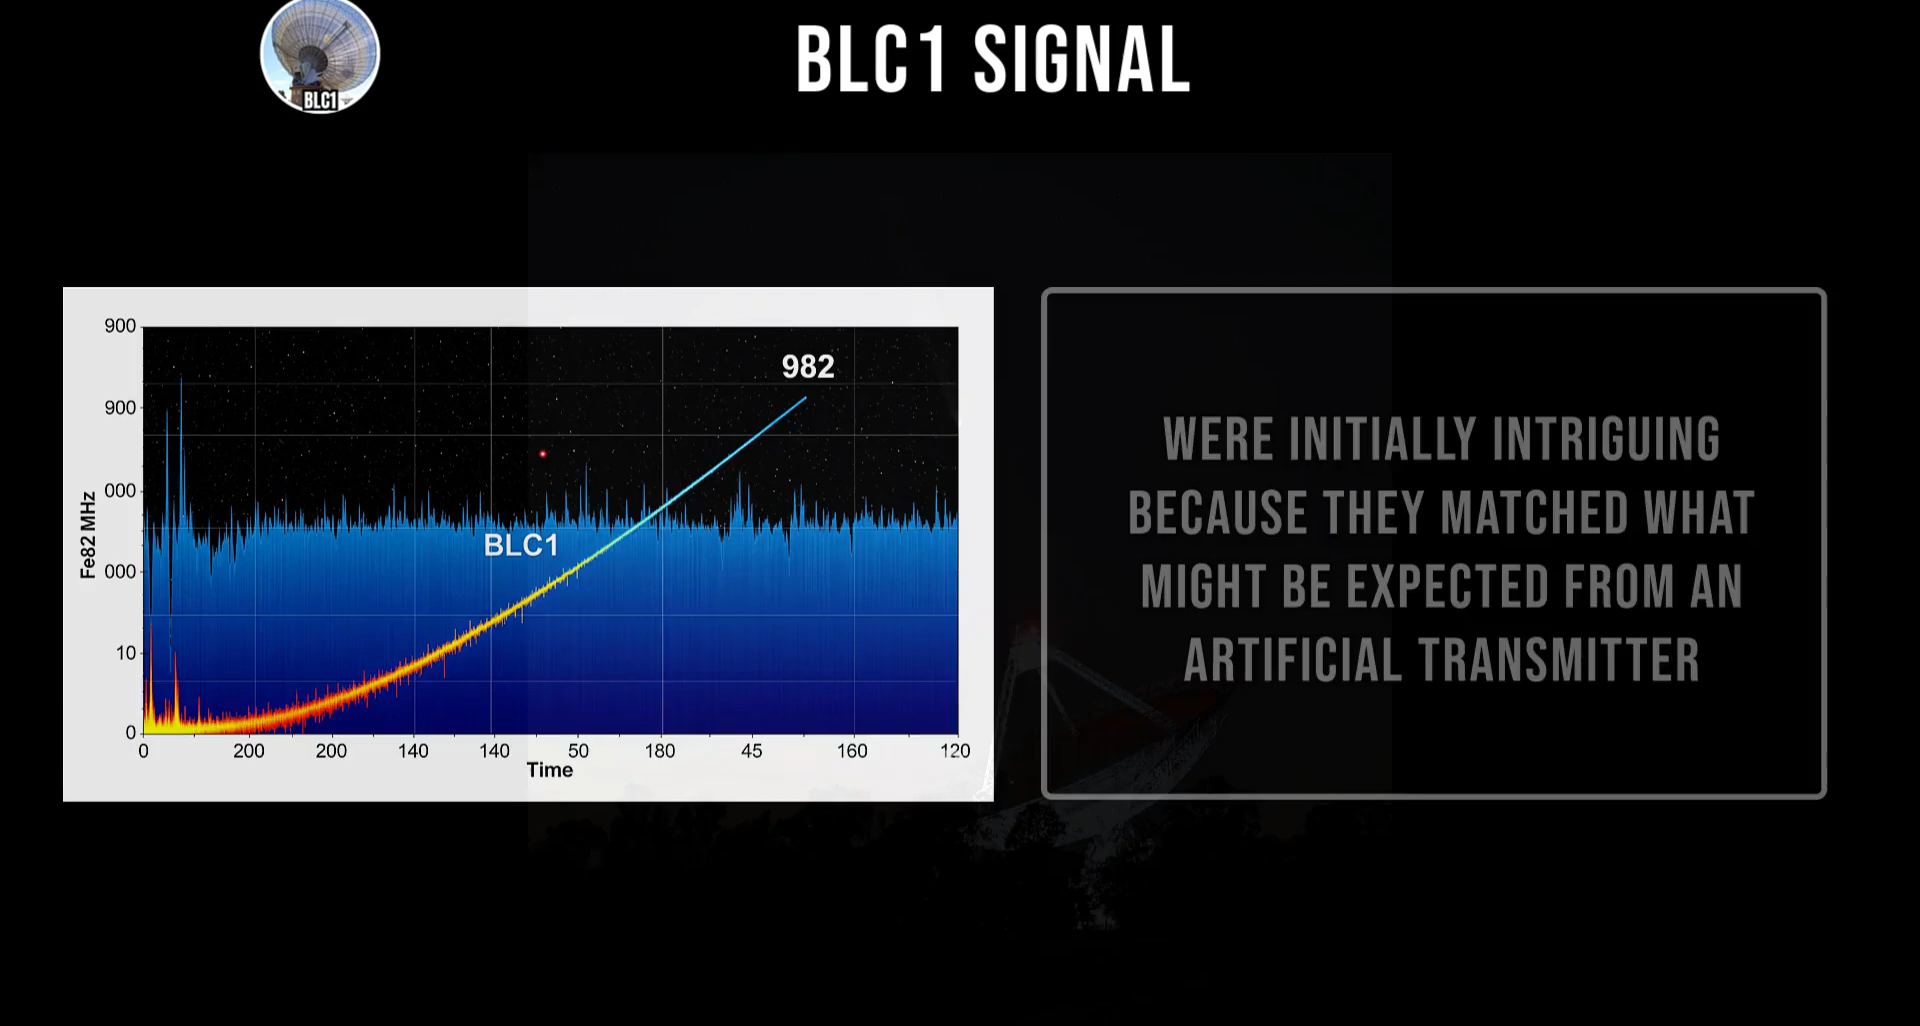 BLC1
BLC1 SIGNAL
900
900
000
000
10
0
Fe82 MHz
982
BLC1
0 200 200 140 140 50 180 45 160 120
Time
WERE INITIALLY INTRIGUING
BECAUSE THEY MATCHED WHAT
MIGHT BE EXPECTED FROM AN
ARTIFICIAL TRANSMITTER